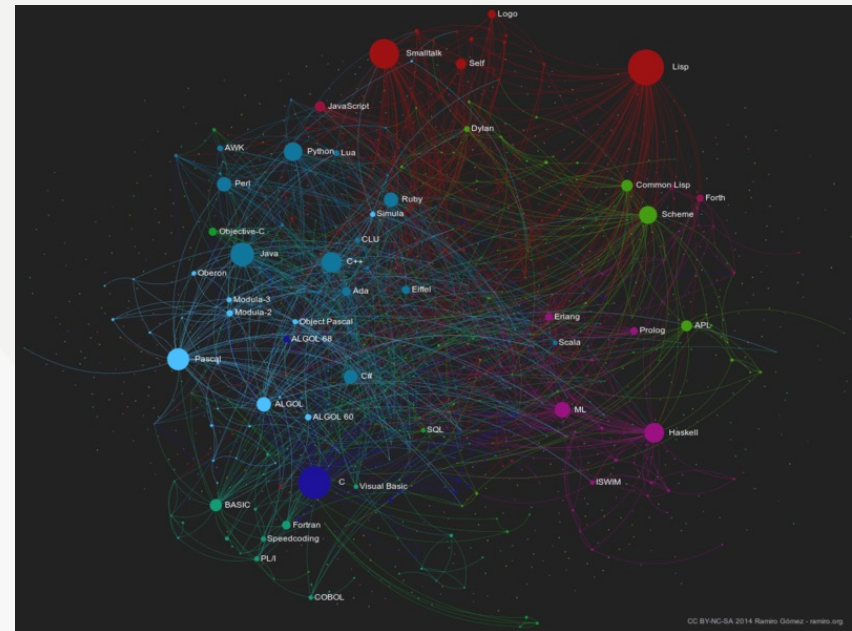 Logo
Smalltalk
Self
Lisp
JavaScript
Dylan
AWK
Python
Lua
Perl
Common Lisp
Ruby
Forth
Simula
Scheme
Objective-C
CLU
Java
C++
Oberon
Ada
Eiffel
Modula-3
Modula-2
Object Pascal
Erlang
APL
Prolog
ALGOL 68
Scala
Pascal
C#
ALGOL
ML
ALGOL 60
SQL
Haskell
C
ISWIM
Visual Basic
BASIC
Fortran
Speedcoding
PL/I
COBOL
CC BY-NC-SA 2014 Ramiro Gómez - ramiro.org